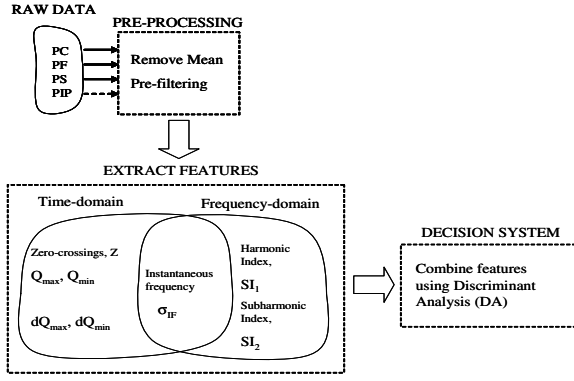 RAW DATA
PRE-PROCESSING
PC
PF
PS
PIP
Remove Mean
Pre-filtering
EXTRACT FEATURES
Time-domain
Frequency-domain
Zero-crossings, Z
Qmax, Qmin
dQmax, dQmin
Instantaneous
frequency
σIF
Harmonic
Index,
SI1
Subharmonic
Index,
SI2
DECISION SYSTEM
Combine features
using Discriminant
Analysis (DA)